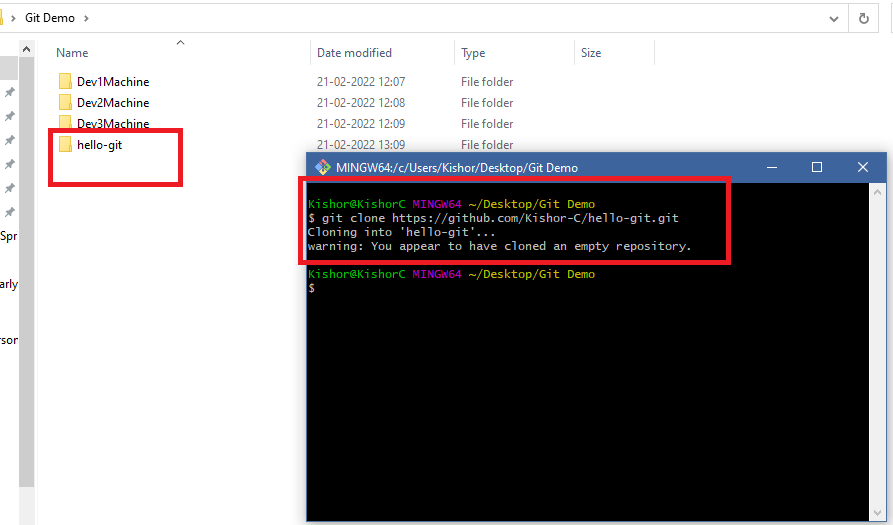 Git Demo
Name Date modified Type Size
Dev1Machine 21-02-2022 12:07 File folder
Dev2Machine 21-02-2022 12:08 File folder
Dev3Machine 21-02-2022 12:09 File folder
hello-git 21-02-2022 13:09 File folder
Spr
arly
rson
MINGW64:/c/Users/Kishor/Desktop/Git Demo
Kishor@KishorC MINGW64 ~/Desktop/Git Demo
$ git clone https://github.com/Kishor-C/hello-git.git
Cloning into 'hello-git'...
warning: You appear to have cloned an empty repository.
Kishor@KishorC MINGW64 ~/Desktop/Git Demo
$